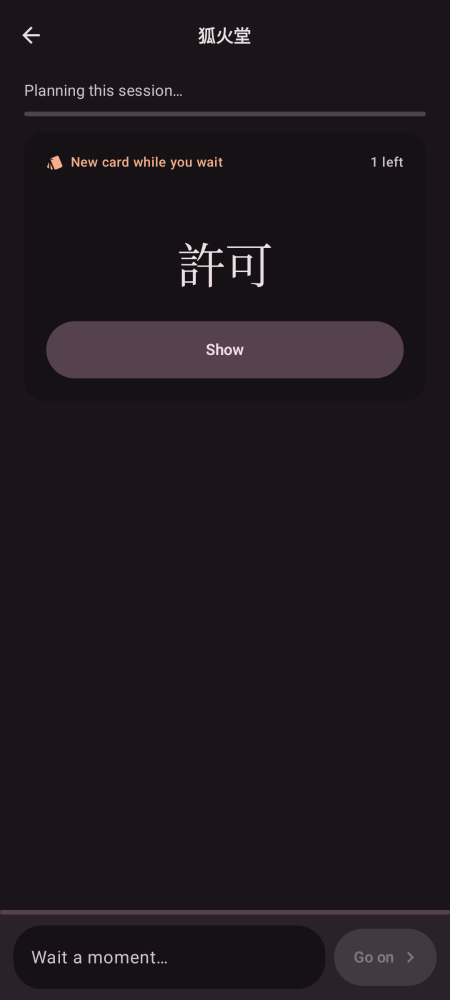 狐火堂
Planning this session…
New card while you wait
1 left
許可
Show
Wait a moment…
Go on